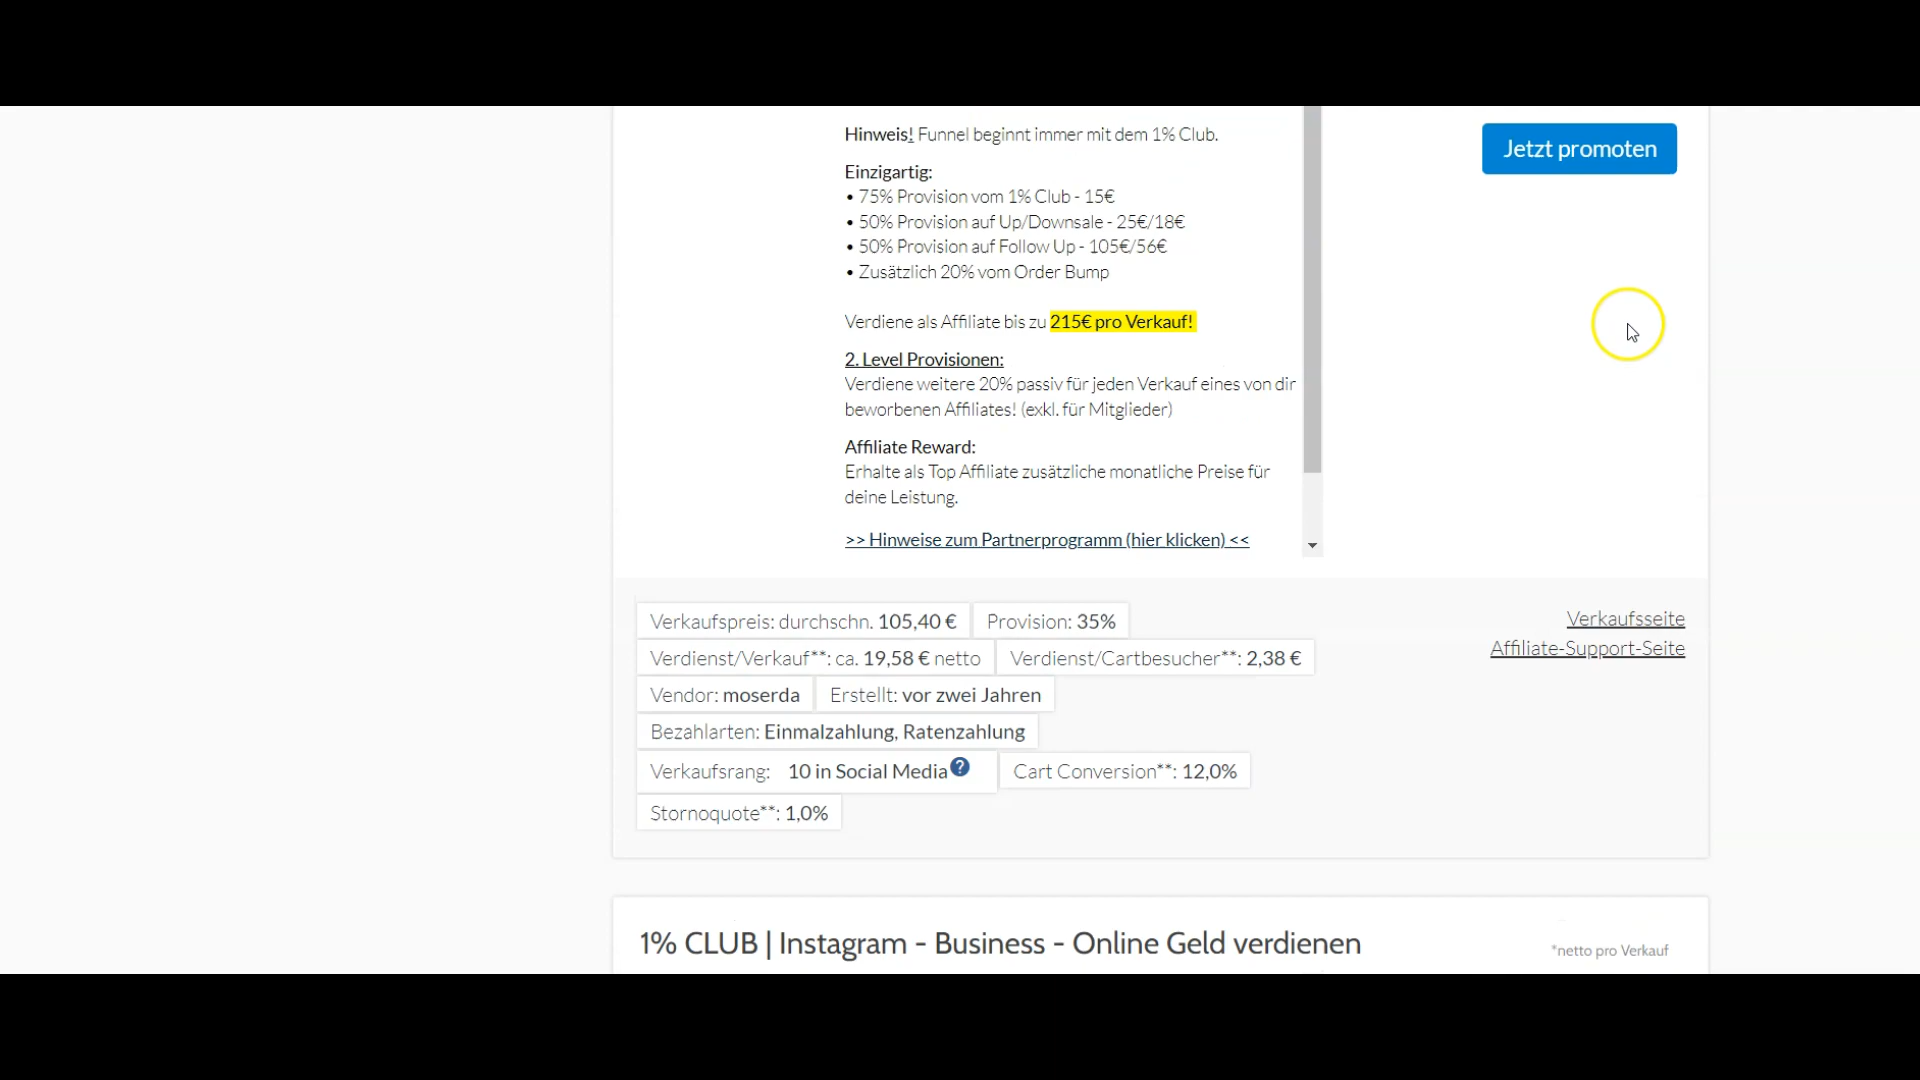 Hinweis! Funnel beginnt immer mit dem 1% Club.
Jetzt promoten
Einzigartig:
• 75% Provision vom 1% Club - 15€
• 50% Provision auf Up/Downsale - 25€/18€
• 50% Provision auf Follow Up - 105€/56€
• Zusätzlich 20% vom Order Bump
Verdiene als Affiliate bis zu 215€ pro Verkauf!
2. Level Provisionen:
Verdiene weitere 20% passiv für jeden Verkauf eines von dir
beworbenen Affiliates! (exkl. für Mitglieder)
Affiliate Reward:
Erhalte als Top Affiliate zusätzliche monatliche Preise für
deine Leistung.
>> Hinweise zum Partnerprogramm (hier klicken) <<
Verkaufspreis: durchschn. 105,40 € Provision: 35%
Verdienst/Verkauf**: ca. 19,58 € netto Verdienst/Cartbesucher**: 2,38 €
Vendor: moserda Erstellt: vor zwei Jahren
Bezahlarten: Einmalzahlung, Ratenzahlung
Verkaufsrang: 10 in Social Media ? Cart Conversion**: 12,0%
Stornoquote**: 1,0%
Verkaufsseite
Affiliate-Support-Seite
1% CLUB | Instagram - Business - Online Geld verdienen
*netto pro Verkauf